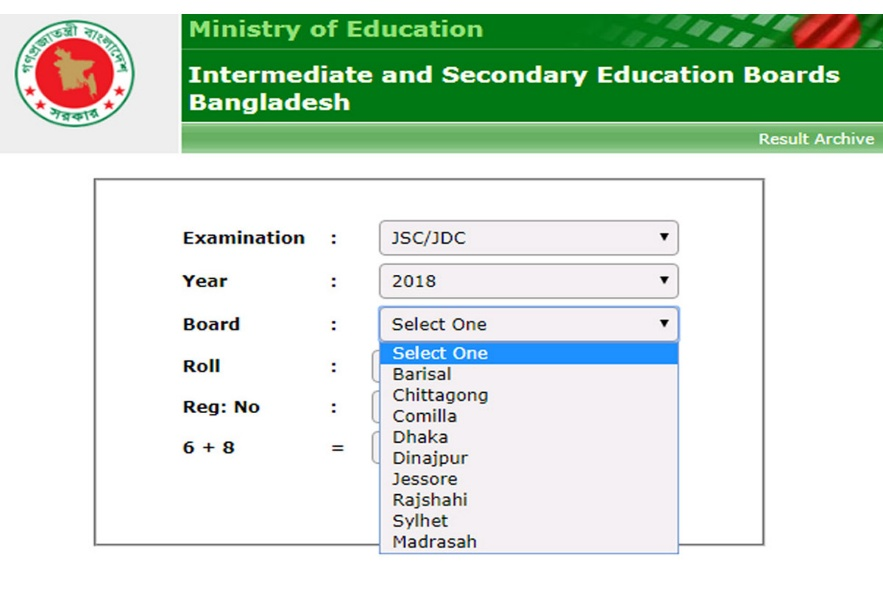 গণপ্রজাতন্ত্রী বাংলাদেশ
সরকার
Ministry of Education
Intermediate and Secondary Education Boards
Bangladesh
Result Archive
Examination : JSC/JDC
Year : 2018
Board : Select One
Select One
Roll :
Barisal
Chittagong
Reg: No :
Comilla
Dhaka
6 + 8 =
Dinajpur
Jessore
Rajshahi
Sylhet
Madrasah